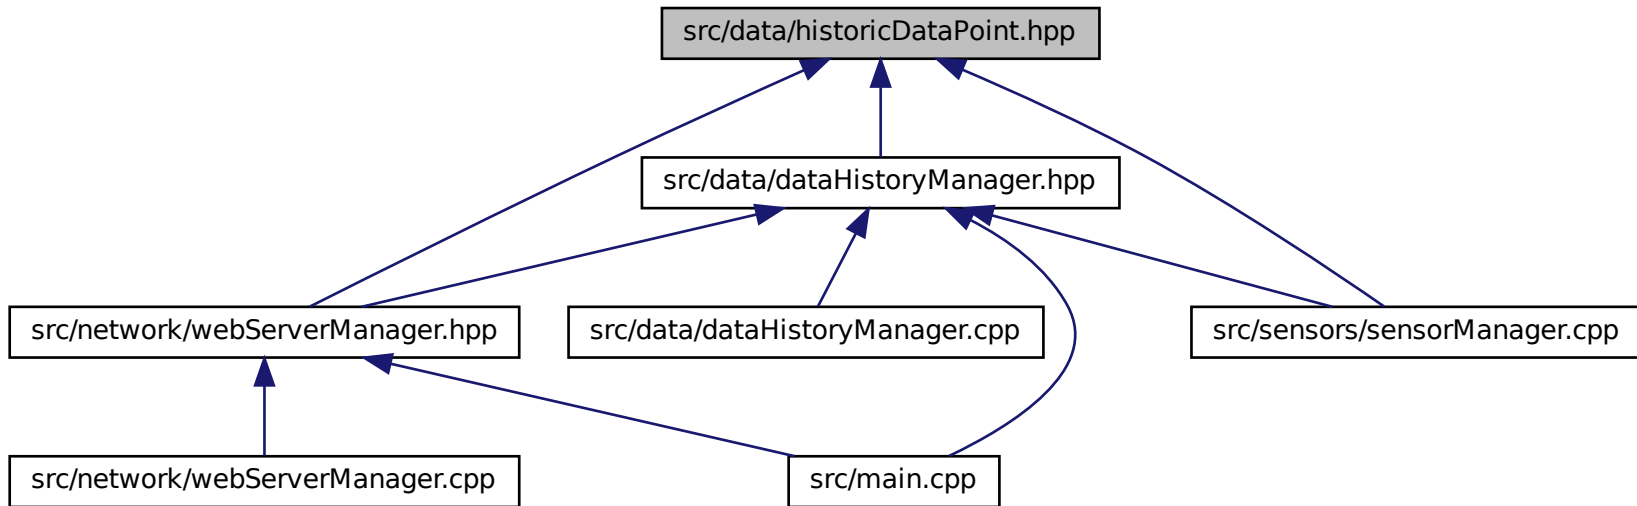 src/data/historicDataPoint.hpp
src/data/dataHistoryManager.hpp
src/network/webServerManager.hpp
src/data/dataHistoryManager.cpp
src/sensors/sensorManager.cpp
src/network/webServerManager.cpp
src/main.cpp